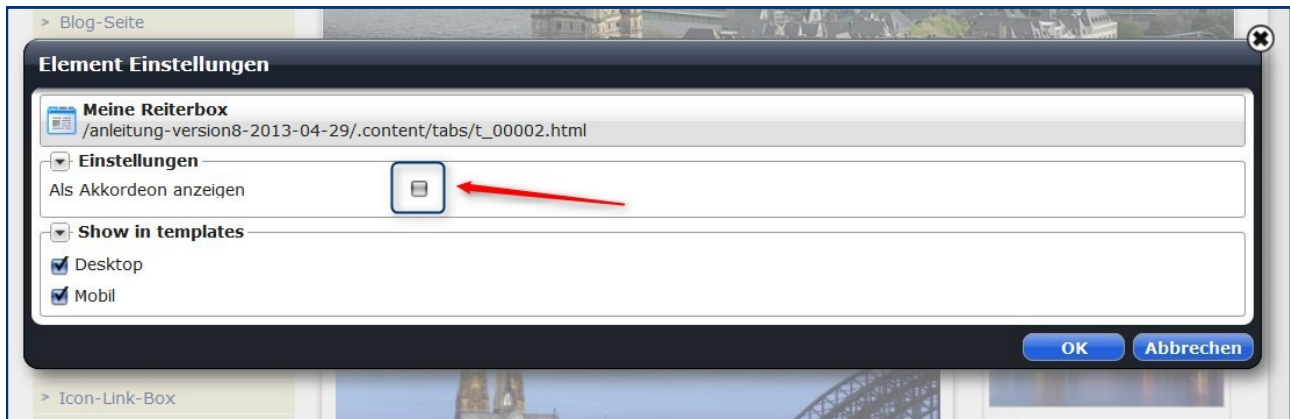 > Blog-Seite
Element Einstellungen
Meine Reiterbox
/anleitung-version8-2013-04-29/.content/tabs/t_00002.html
Einstellungen
Als Akkordeon anzeigen
Show in templates
Desktop
Mobil
OK Abbrechen
> Icon-Link-Box